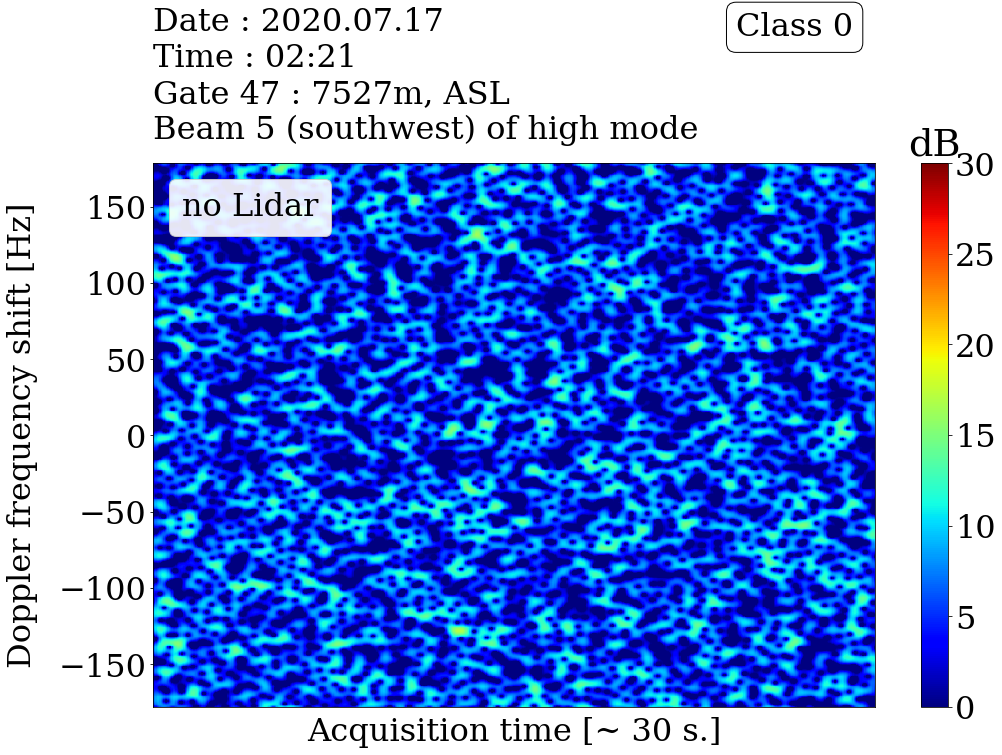 Date : 2020.07.17
Time : 02:21
Gate 47 : 7527m, ASL
Beam 5 (southwest) of high mode
Class 0
dB
no Lidar
Doppler frequency shift [Hz]
150
100
50
0
−50
−100
−150
30
25
20
15
10
5
0
Acquisition time [~ 30 s.]